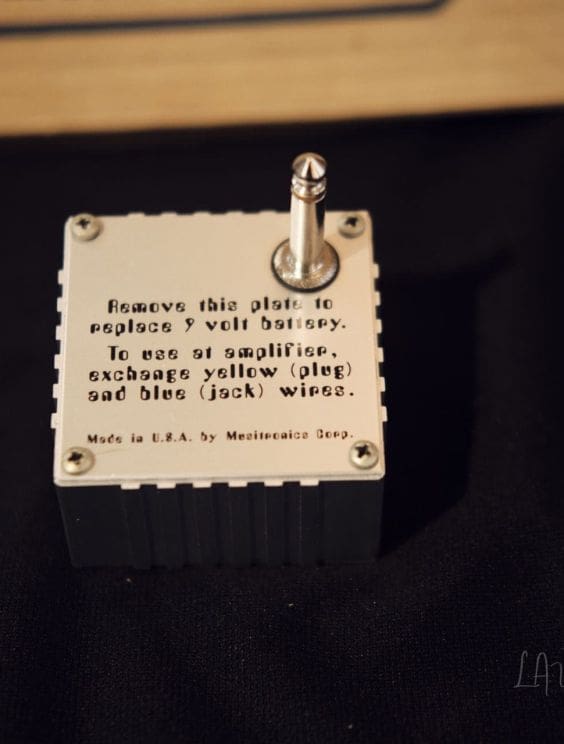 Remove this plate to
replace 9 volt battery.
To use at amplifier,
exchange yellow (plug)
and blue (jack) wires.
Made in U.S.A. by Musitronics Corp.